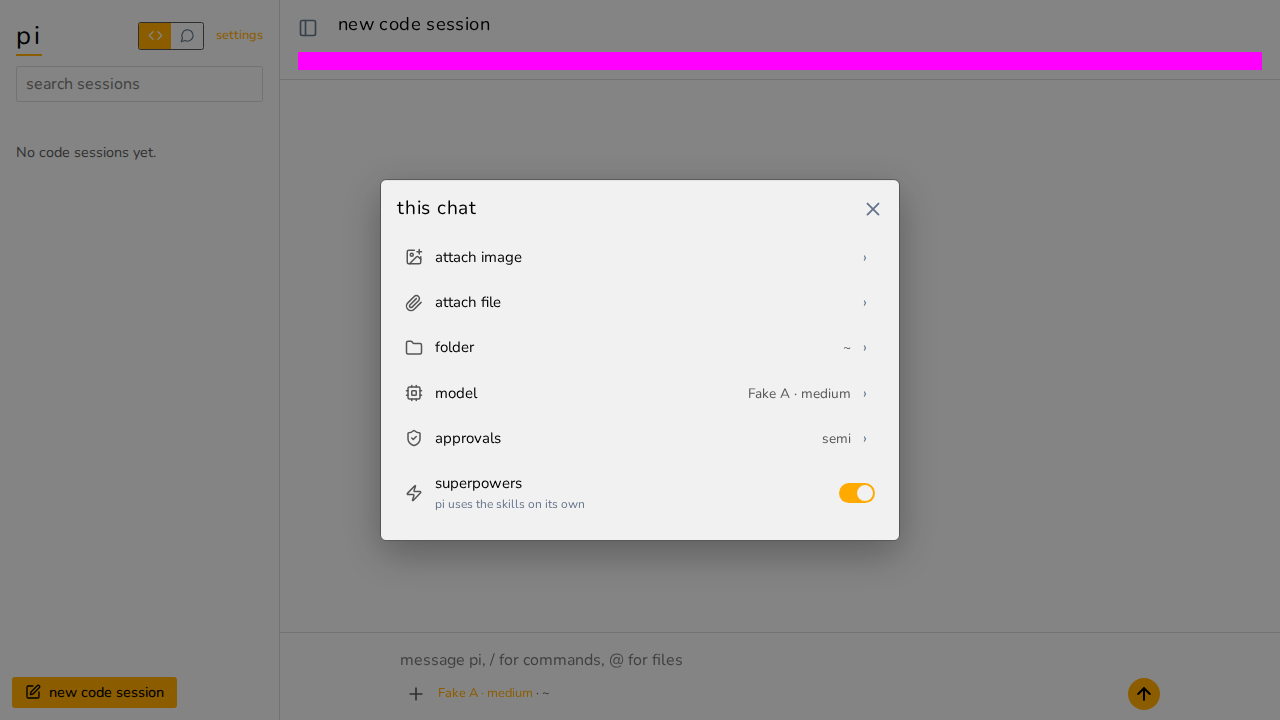 pi
settings
search sessions
No code sessions yet.
new code session
new code session
this chat
attach image
attach file
folder ~
model Fake A · medium
approvals semi
superpowers
pi uses the skills on its own
message pi, / for commands, @ for files
Fake A · medium · ~